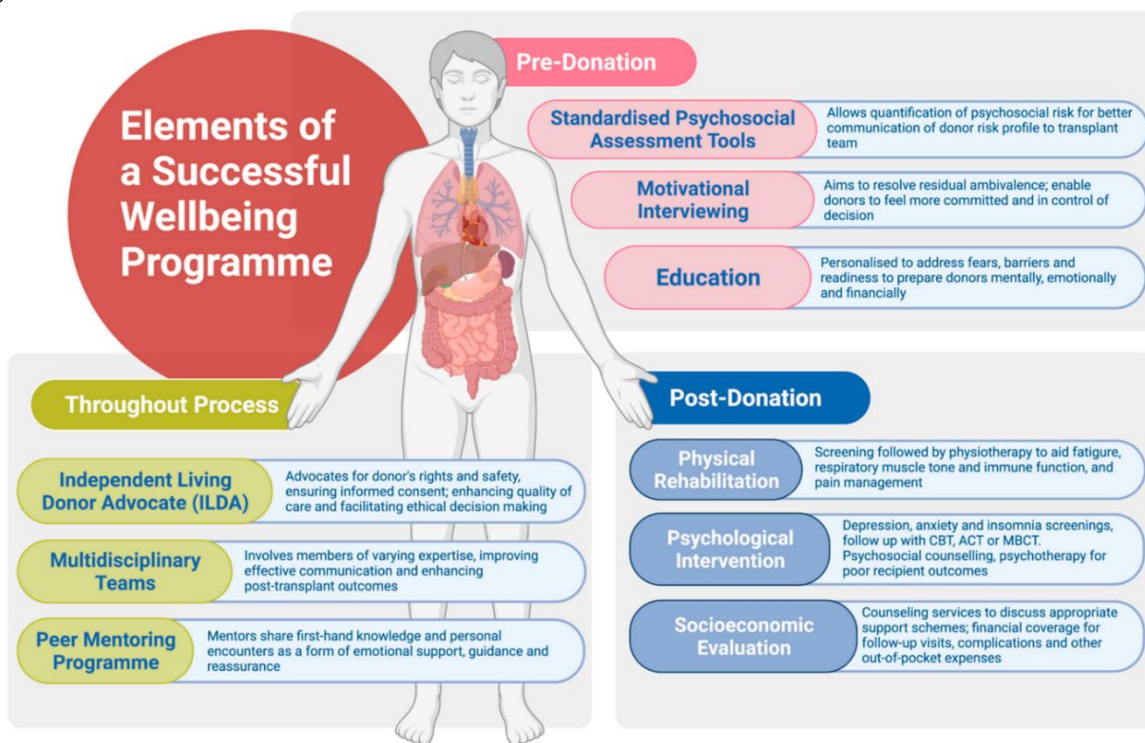 Elements of
a Successful
Wellbeing
Programme
Pre-Donation
Standardised Psychosocial
Assessment Tools
Allows quantification of psychosocial risk for better
communication of donor risk profile to transplant
team
Motivational
Interviewing
Aims to resolve residual ambivalence; enable
donors to feel more committed and in control of
decision
Education
Personalised to address fears, barriers and
readiness to prepare donors mentally, emotionally
and financially
Throughout Process
Independent Living
Donor Advocate (ILDA)
Advocates for donor's rights and safety,
ensuring informed consent; enhancing quality of
care and facilitating ethical decision making
Multidisciplinary
Teams
Involves members of varying expertise, improving
effective communication and enhancing
post-transplant outcomes
Peer Mentoring
Programme
Mentors share first-hand knowledge and personal
encounters as a form of emotional support, guidance and
reassurance
Post-Donation
Physical
Rehabilitation
Screening followed by physiotherapy to aid fatigue,
respiratory muscle tone and immune function, and
pain management
Psychological
Intervention
Depression, anxiety and insomnia screenings,
follow up with CBT, ACT or MBCT.
Psychosocial counselling, psychotherapy for
poor recipient outcomes
Socioeconomic
Evaluation
Counseling services to discuss appropriate
support schemes; financial coverage for
follow-up visits, complications and other
out-of-pocket expenses